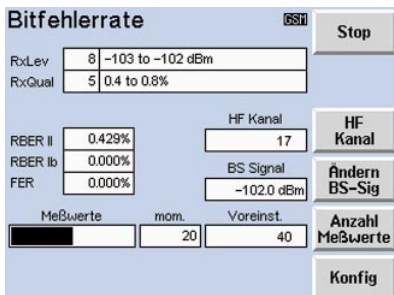 Bitfehlerrate GSM
Stop
RxLev 8 -103 to -102 dBm
RxQual 5 0.4 to 0.8%
HF Kanal
17
HF
Kanal
RBER II 0.429%
RBER Ib 0.000%
FER 0.000%
BS Signal
-102.0 dBm
Ändern
BS-Sig
Meßwerte mom. Voreinst.
20 40
Anzahl
Meßwerte
Konfig